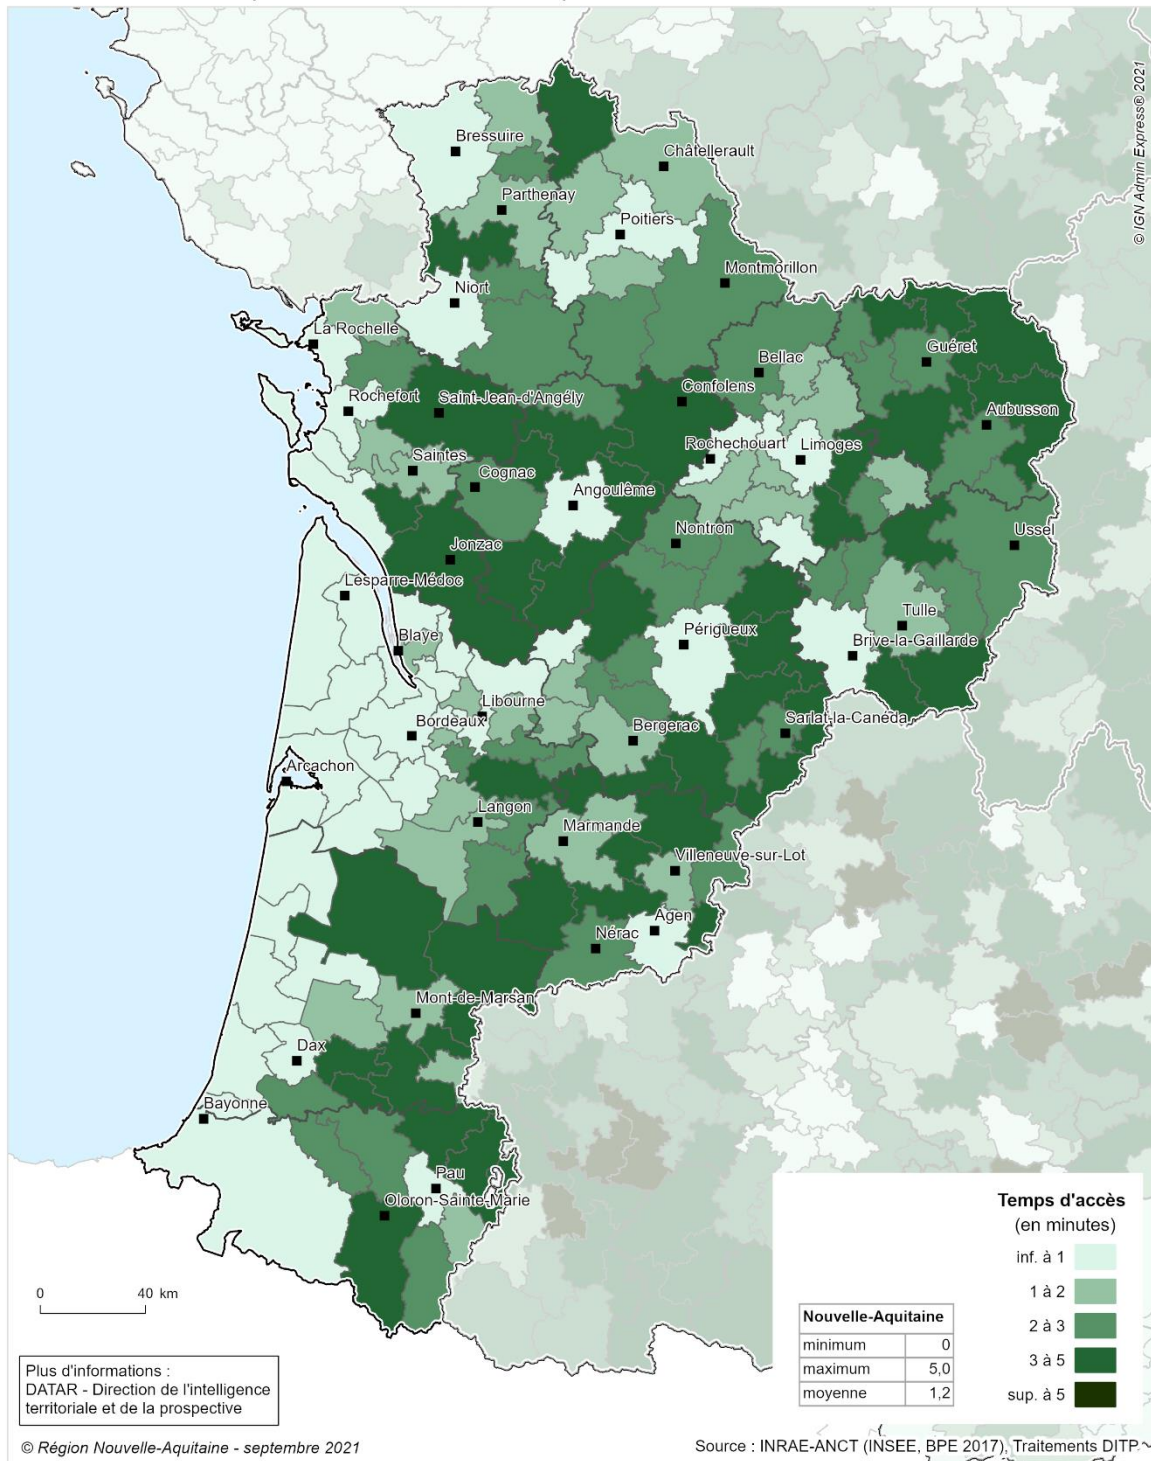 © IGN Admin Express® 2021
Bressuire
Châtellerault
Parthenay
Poitiers
Montmorillon
Niort
La Rochelle
Guéret
Bellac
Confolens
Rochefort
Saint-Jean-d'Angély
Aubusson
Rochechouart
Limoges
Saintes
Cognac
Angoulême
Nontron
Ussel
Jonzac
Lesparre-Médoc
Tulle
Blaye
Périgueux
Brive-la-Gaillarde
Libourne
Bordeaux
Bergerac
Sarlat-la-Canéda
Arcachon
Langon
Marmande
Villeneuve-sur-Lot
Agen
Nérac
Mont-de-Marsan
Dax
Bayonne
Pau
Oloron-Sainte-Marie
Temps d'accès
(en minutes)
inf. à 1
1 à 2
2 à 3
3 à 5
sup. à 5
0 40 km
Nouvelle-Aquitaine
minimum 0
maximum 5,0
moyenne 1,2
Plus d'informations :
DATAR - Direction de l'intelligence
territoriale et de la prospective
© Région Nouvelle-Aquitaine - septembre 2021
Source : INRAE-ANCT (INSEE, BPE 2017), Traitements DITP